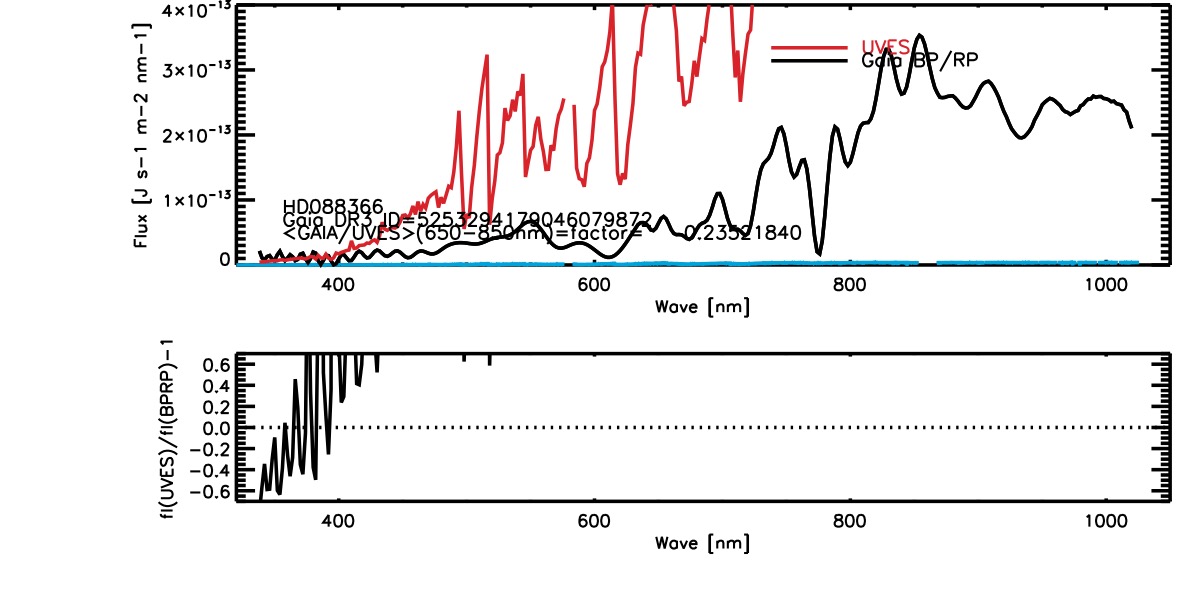 4×10−13
3×10−13
2×10−13
1×10−13
0
Flux [J s−1 m−2 nm−1]
UVES
Gaia BP/RP
HD088366
Gaia DR3 ID=5253294179046079872
<GAIA/UVES>(650−850nm)=factor= 0.23521840
400 600 800 1000
Wave [nm]
fl(UVES)/fl(BPRP)−1
0.6
0.4
0.2
0.0
−0.2
−0.4
−0.6
400 600 800 1000
Wave [nm]